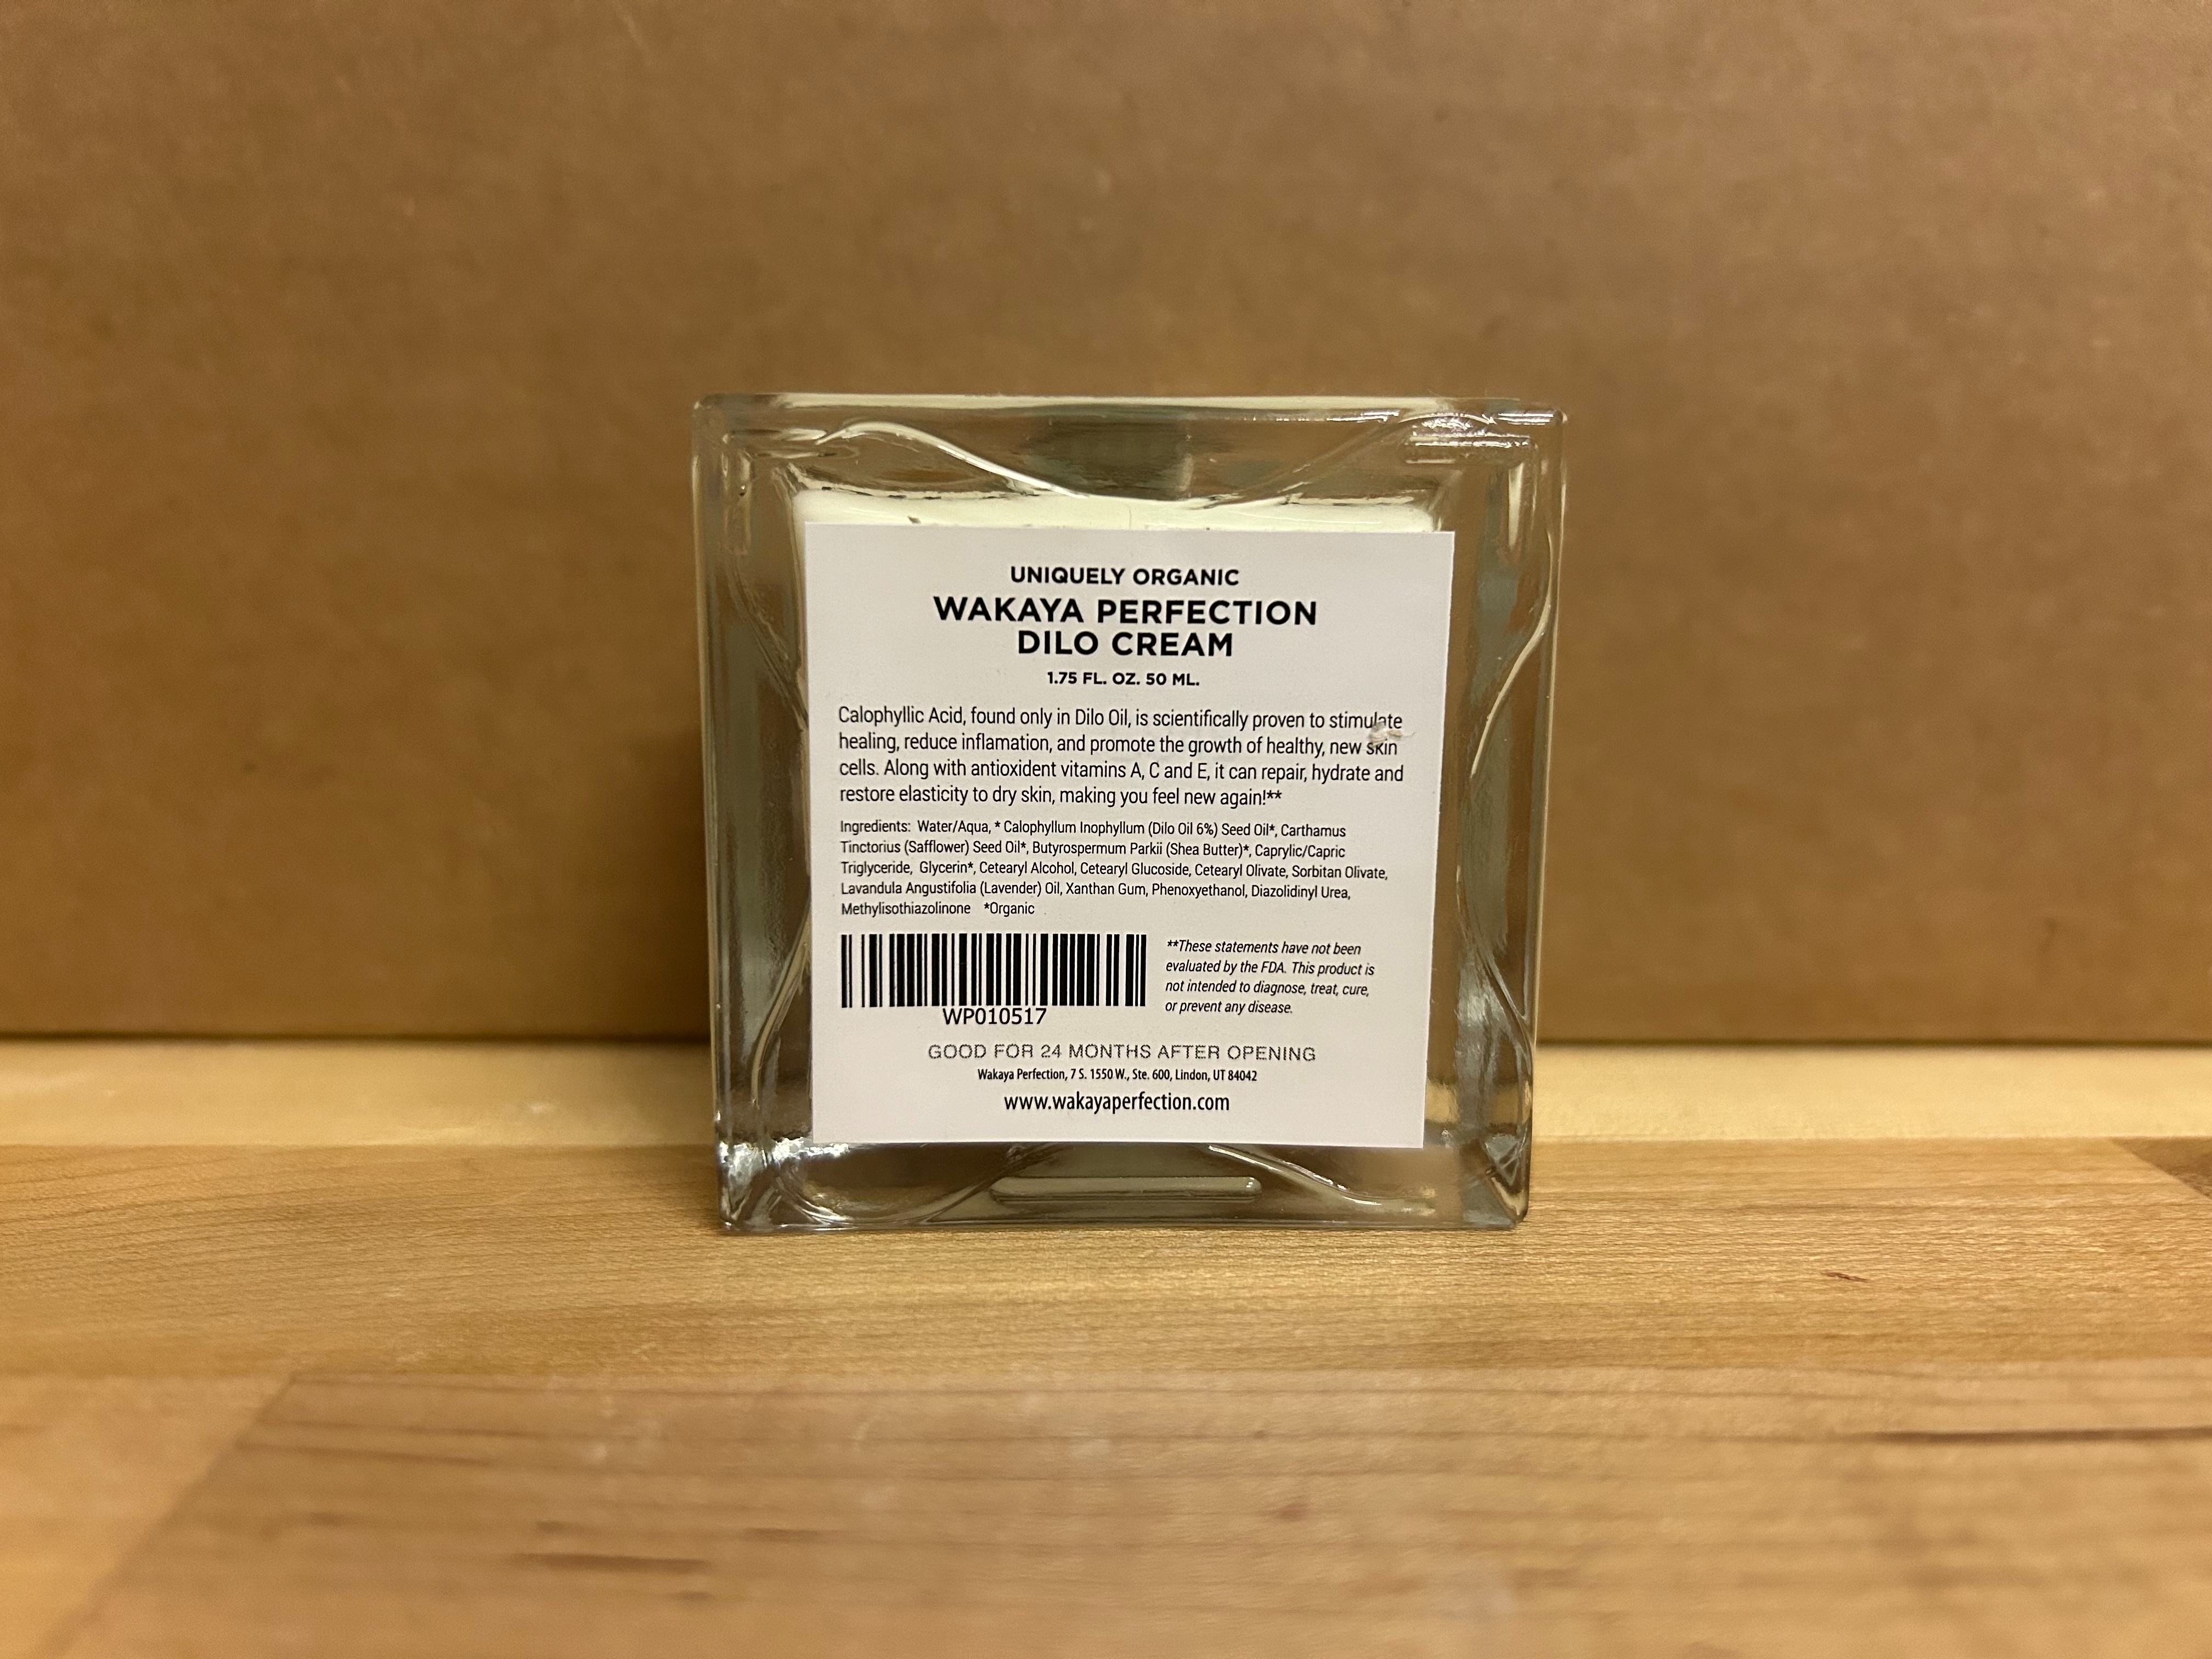 UNIQUELY ORGANIC
WAKAYA PERFECTION
DILO CREAM
1.75 FL. OZ. 50 ML.
Calophyllic Acid, found only in Dilo Oil, is scientifically proven to stimulate
healing, reduce inflamation, and promote the growth of healthy, new skin
cells. Along with antioxident vitamins A, C and E, it can repair, hydrate and
restore elasticity to dry skin, making you feel new again!**
Ingredients: Water/Aqua, * Calophyllum Inophyllum (Dilo Oil 6%) Seed Oil*, Carthamus
Tinctorius (Safflower) Seed Oil*, Butyrospermum Parkii (Shea Butter)*, Caprylic/Capric
Triglyceride, Glycerin*, Cetearyl Alcohol, Cetearyl Glucoside, Cetearyl Olivate, Sorbitan Olivate,
Lavandula Angustifolia (Lavender) Oil, Xanthan Gum, Phenoxyethanol, Diazolidinyl Urea,
Methylisothiazolinone *Organic
WP010517
**These statements have not been
evaluated by the FDA. This product is
not intended to diagnose, treat, cure,
or prevent any disease.
GOOD FOR 24 MONTHS AFTER OPENING
Wakaya Perfection, 7 S. 1550 W., Ste. 600, Lindon, UT 84042
www.wakayaperfection.com